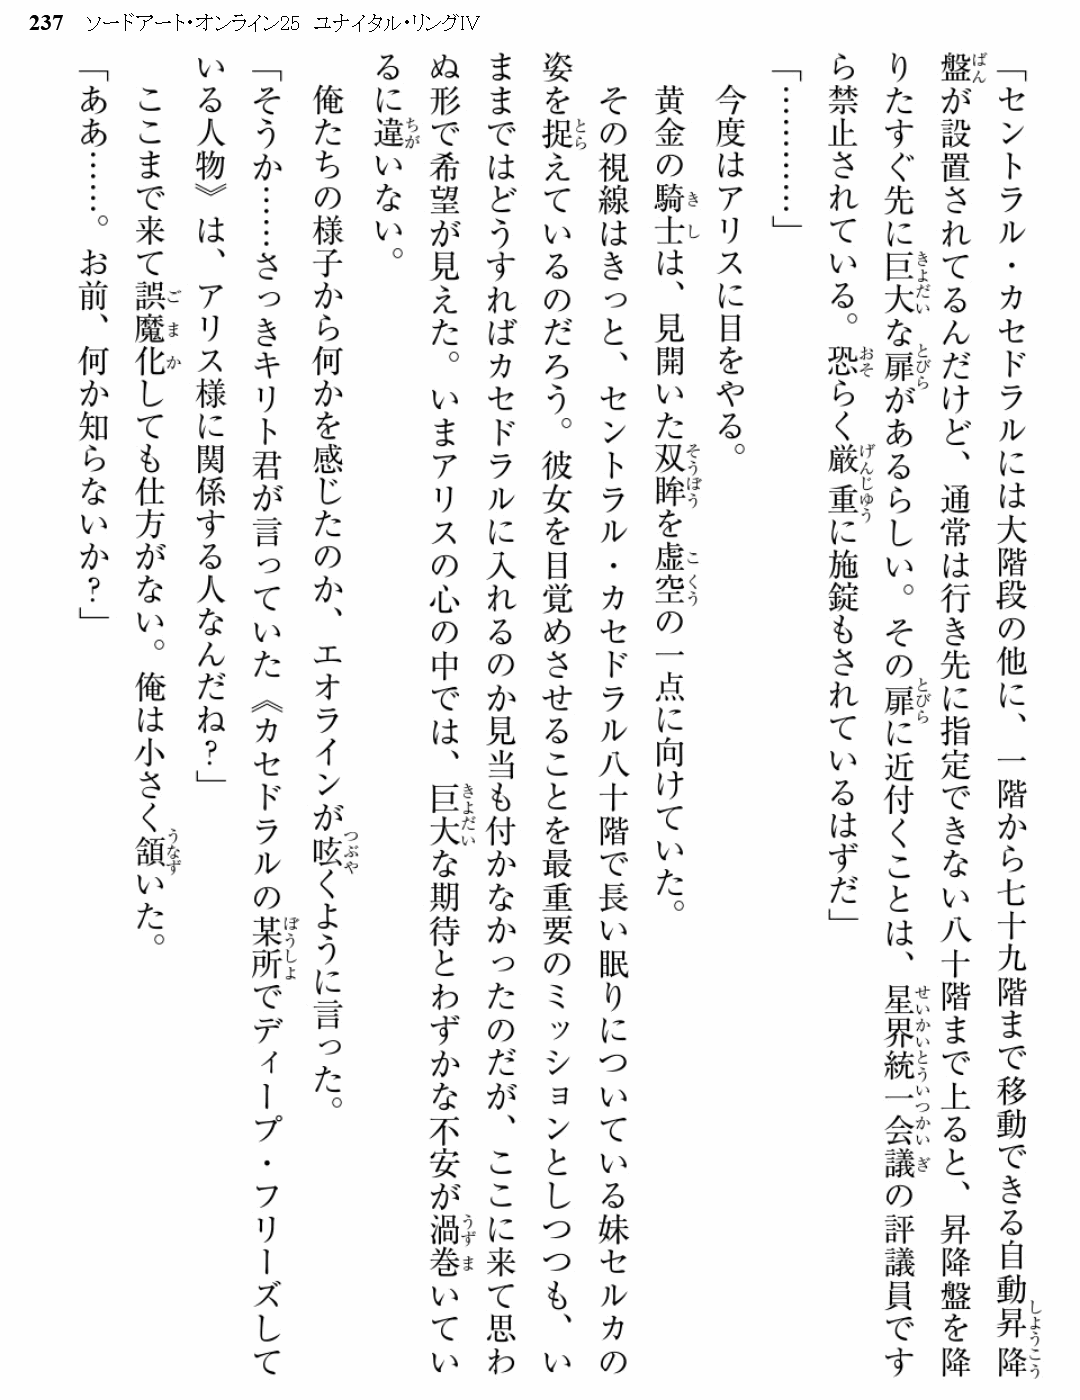 237 ソードアート・オンライン25 ユナイタル・リングⅣ
「セントラル・カセドラルには大階段の他に、一階から七十九階まで移動できる自動昇降
盤が設置されてるんだけど、通常は行き先に指定できない八十階まで上ると、昇降盤を降
りたすぐ先に巨大な扉があるらしい。その扉に近付くことは、星界統一会議の評議員です
ら禁止されている。恐らく厳重に施錠もされているはずだ」
「…………」
今度はアリスに目をやる。
黄金の騎士は、見開いた双眸を虚空の一点に向けていた。
その視線はきっと、セントラル・カセドラル八十階で長い眠りについている妹セルカの
姿を捉えているのだろう。彼女を目覚めさせることを最重要のミッションとしつつも、い
ままではどうすればカセドラルに入れるのか見当も付かなかったのだが、ここに来て思わ
ぬ形で希望が見えた。いまアリスの心の中では、巨大な期待とわずかな不安が渦巻いてい
るに違いない。
俺たちの様子から何かを感じたのか、エオラインが呟くように言った。
「そうか……さっきキリト君が言っていた《カセドラルの某所でディープ・フリーズして
いる人物》は、アリス様に関係する人なんだね？」
ここまで来て誤魔化しても仕方がない。俺は小さく頷いた。
「ああ……。お前、何か知らないか？」